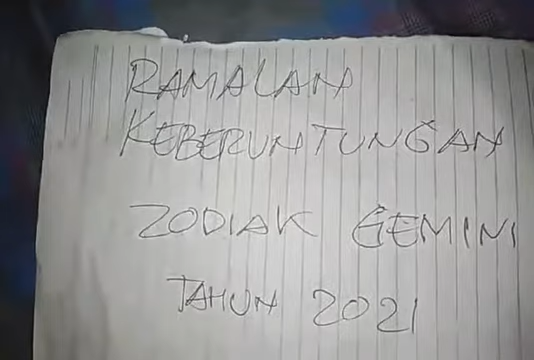 RAMALAN
KEBERUNTUNGAN
ZODIAK GEMINI
TAHUN 2021